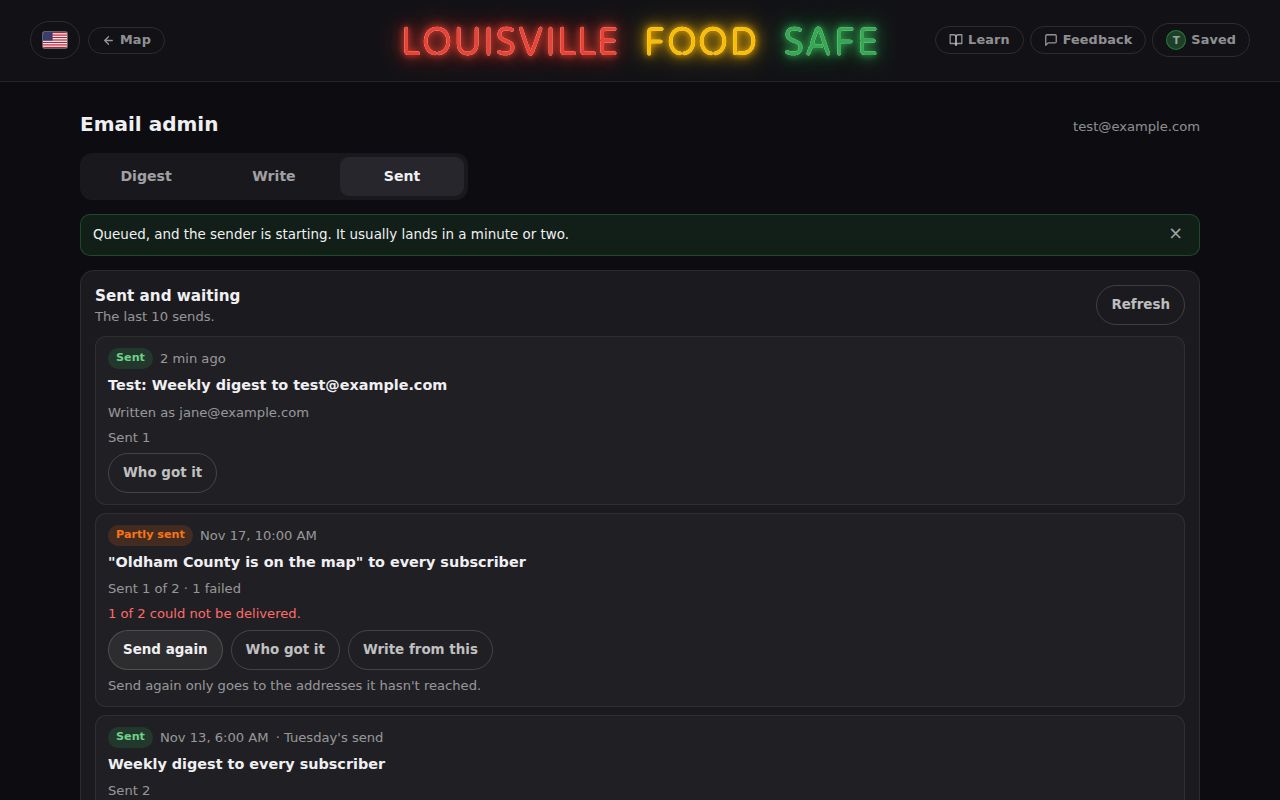 Map
LOUISVILLE FOOD SAFE
Learn
Feedback
T Saved
Email admin
test@example.com
Digest
Write
Sent
Queued, and the sender is starting. It usually lands in a minute or two.
×
Sent and waiting
The last 10 sends.
Refresh
Sent 2 min ago
Test: Weekly digest to test@example.com
Written as jane@example.com
Sent 1
Who got it
Partly sent Nov 17, 10:00 AM
"Oldham County is on the map" to every subscriber
Sent 1 of 2 · 1 failed
1 of 2 could not be delivered.
Send again
Who got it
Write from this
Send again only goes to the addresses it hasn't reached.
Sent Nov 13, 6:00 AM · Tuesday's send
Weekly digest to every subscriber
Sent 2